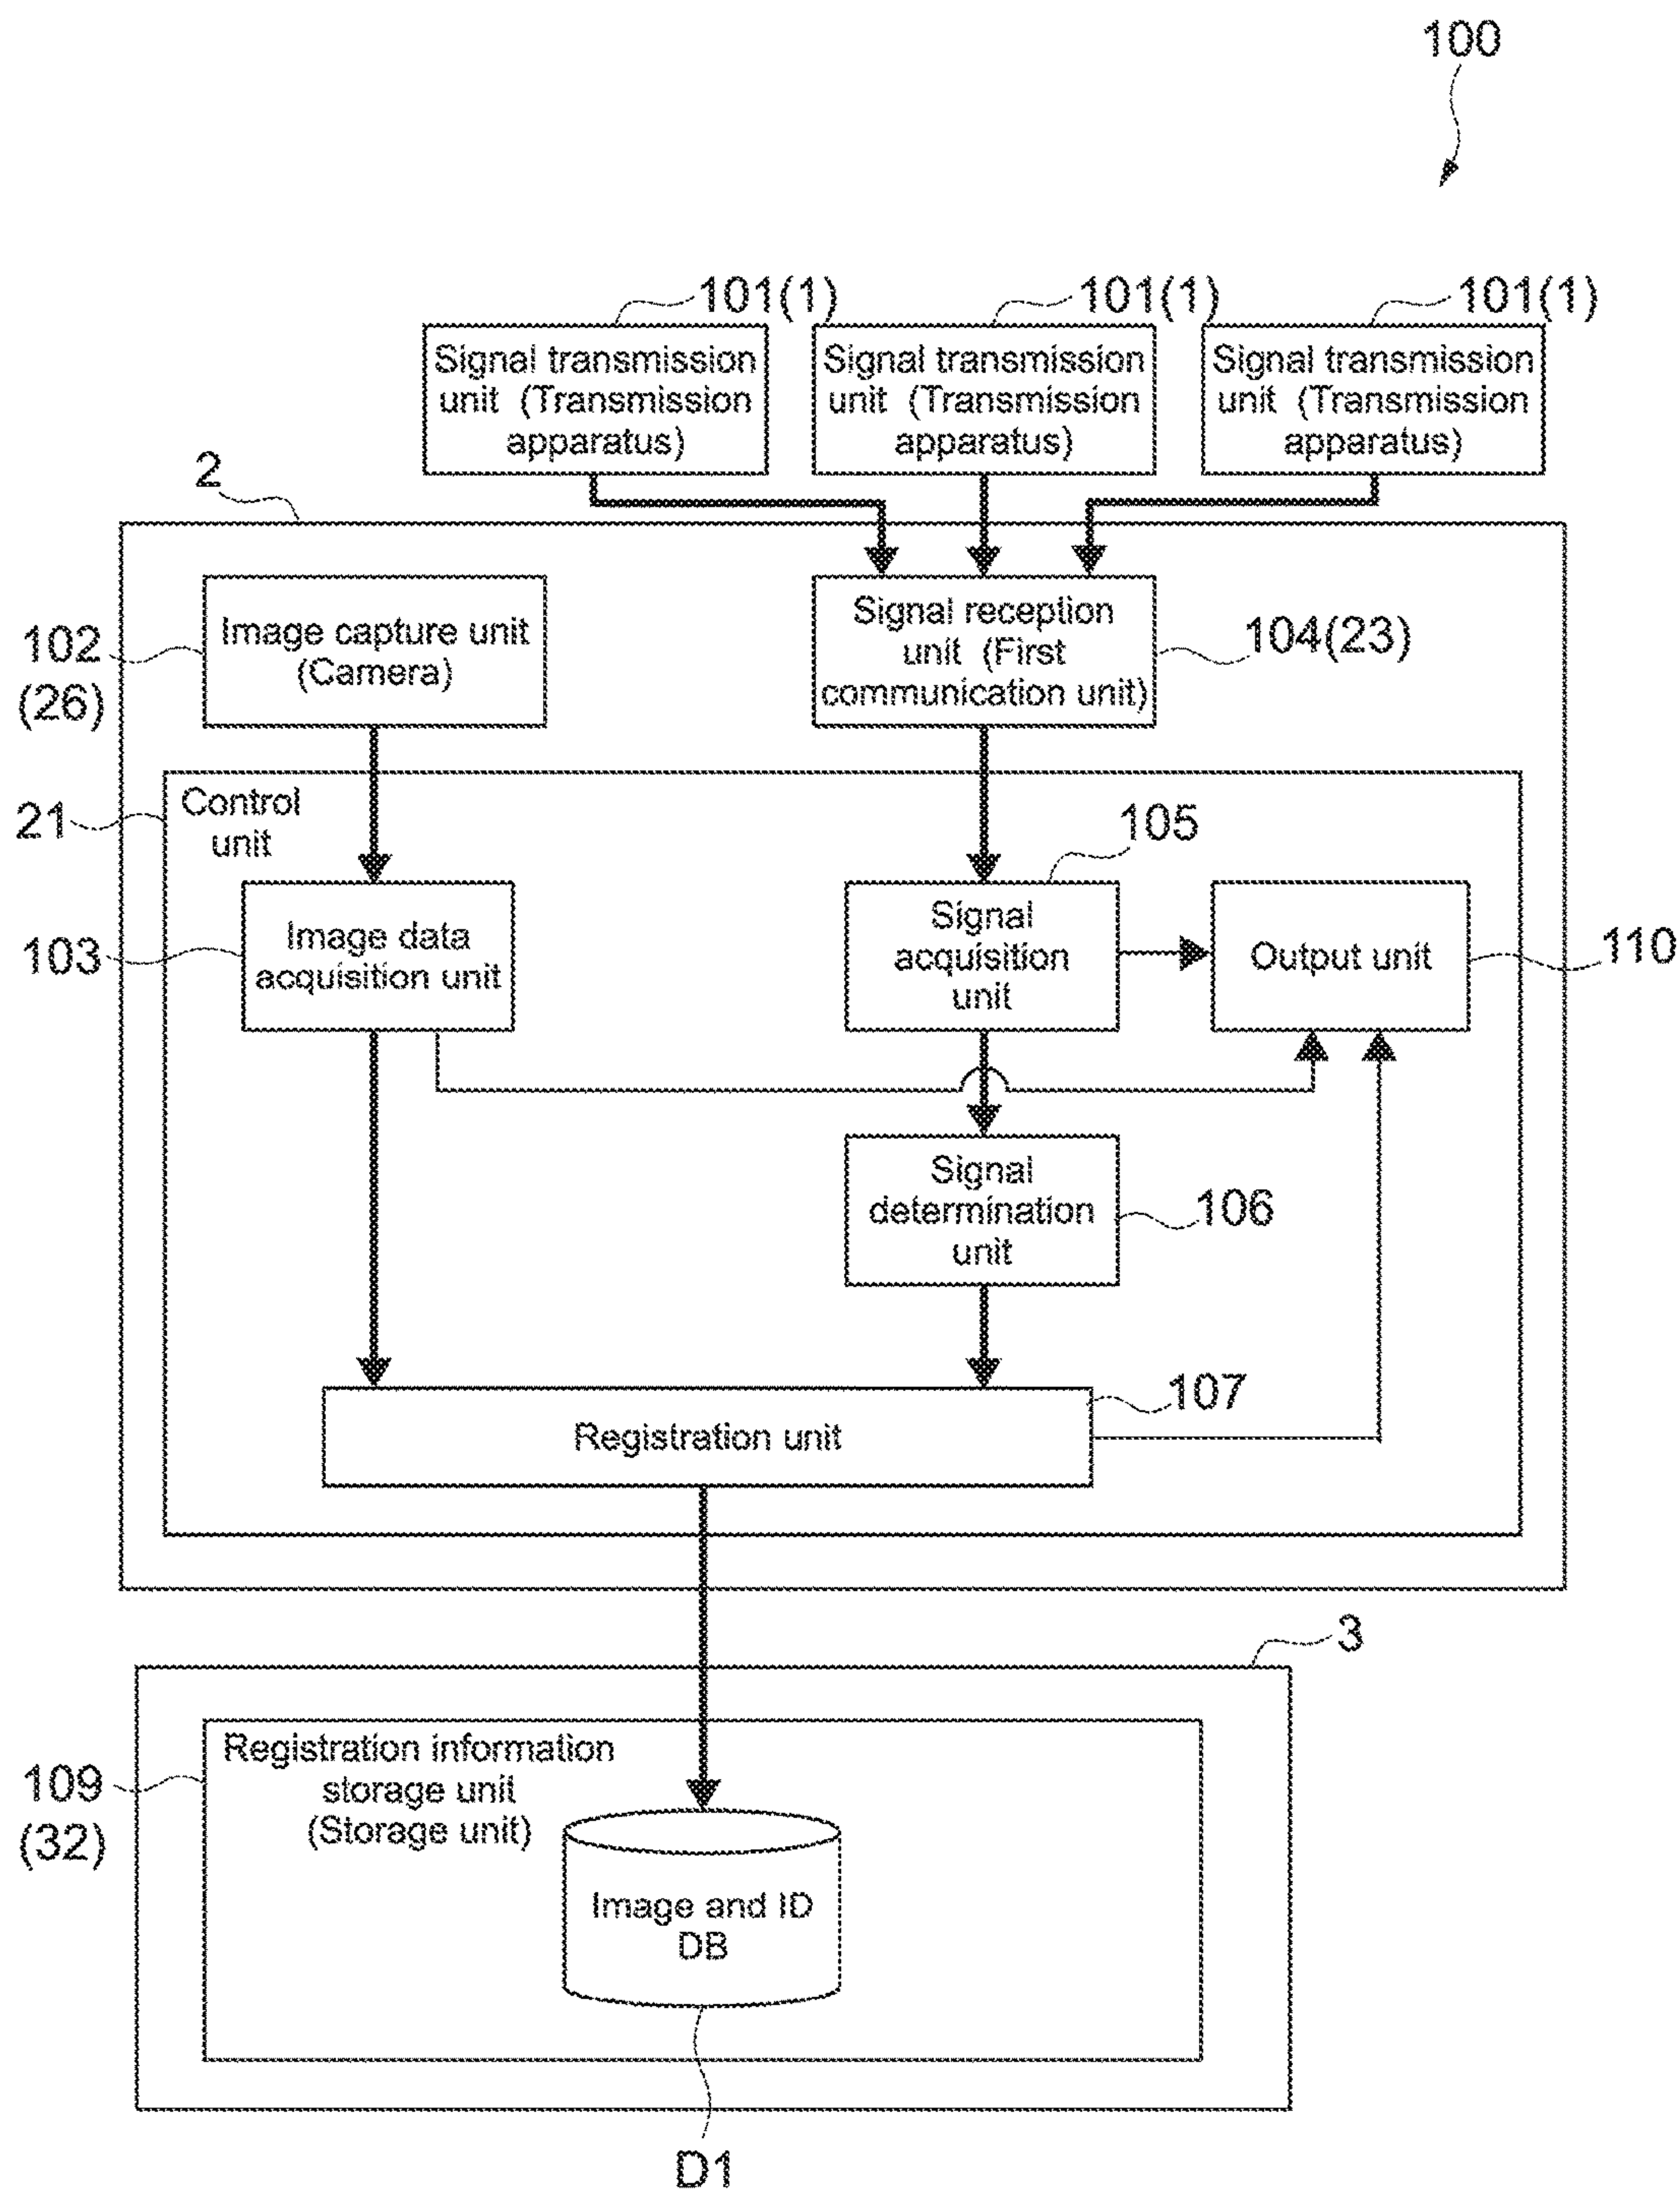 100
101(1)
101(1)
101(1)
Signal transmission
unit (Transmission
apparatus)
Signal transmission
unit (Transmission
apparatus)
Signal transmission
unit (Transmission
apparatus)
2
Image capture unit
(Camera)
102
(26)
Signal reception
unit (First
communication unit)
104(23)
21
Control
unit
105
Image data
acquisition unit
103
Signal
acquisition
unit
Output unit
110
Signal
determination
unit
106
107
Registration unit
3
Registration information
storage unit
(Storage unit)
109
(32)
Image and ID
DB
D1